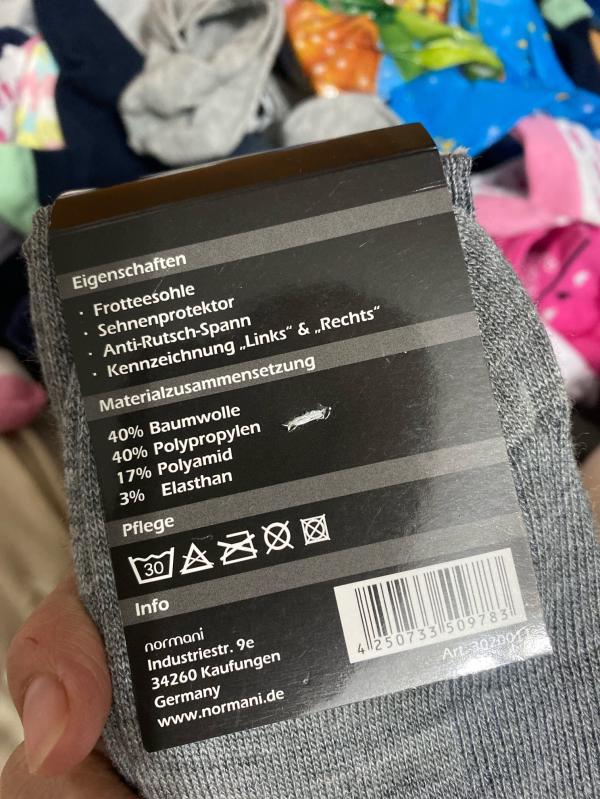 Eigenschaften
· Frotteesohle
· Sehnenprotektor
· Anti-Rutsch-Spann
· Kennzeichnung „Links“ & „Rechts“
Materialzusammensetzung
40% Baumwolle
40% Polypropylen
17% Polyamid
3% Elasthan
Pflege
30
Info
normani
Industriestr. 9e
34260 Kaufungen
Germany
www.normani.de
4 250733 509783